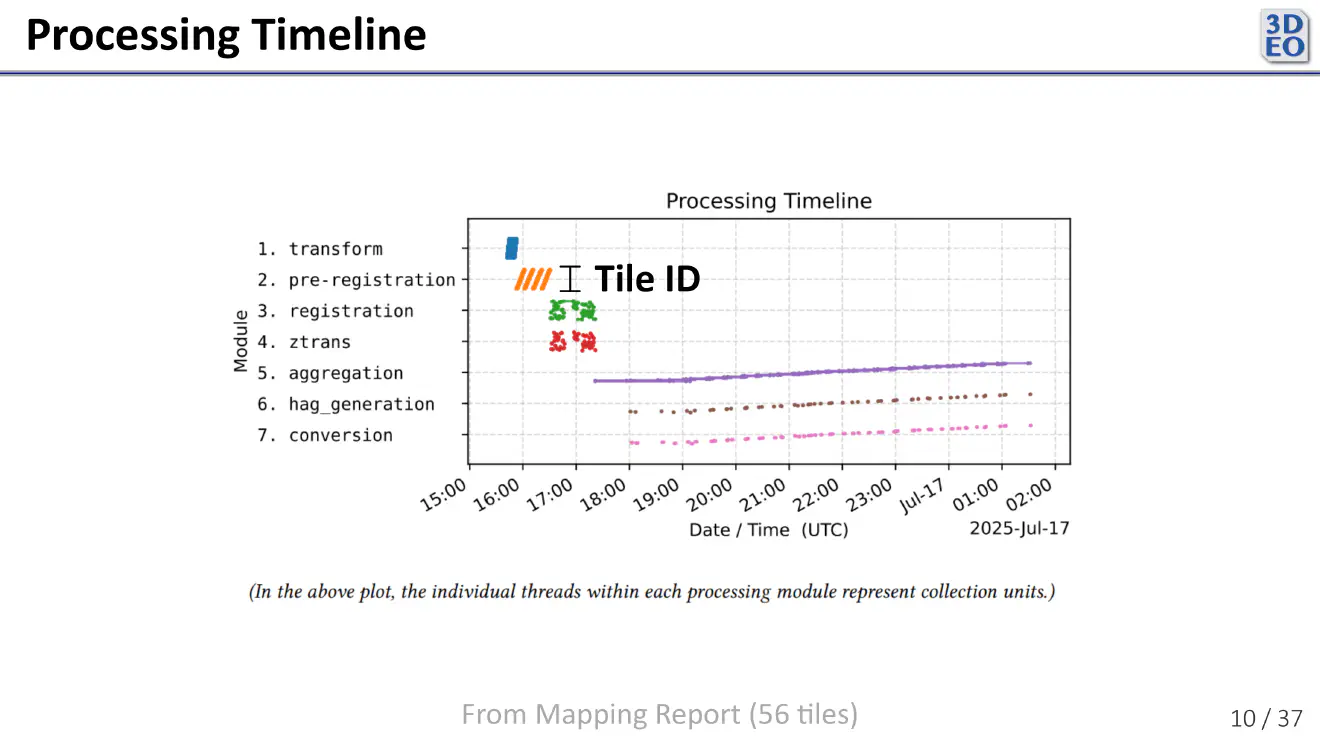 Processing Timeline
3D
EO
Processing Timeline
1. transform
2. pre-registration
Tile ID
3. registration
4. ztrans
5. aggregation
6. hag_generation
7. conversion
Module
15:00
16:00
17:00
18:00
19:00
20:00
21:00
22:00
23:00
Jul-17
01:00
02:00
Date / Time (UTC)
2025-Jul-17
(In the above plot, the individual threads within each processing module represent collection units.)
From Mapping Report (56 tiles)
10 / 37